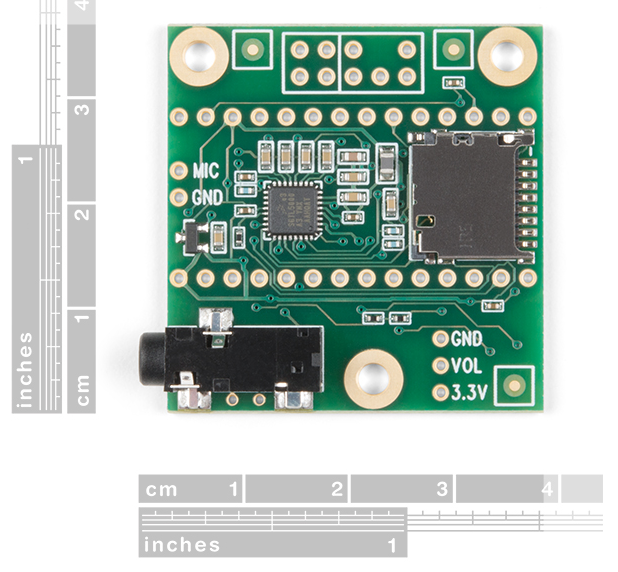 4
3
2
1
cm
1
inches
MIC
GND
GND
VOL
3.3V
cm 1 2 3 4
inches 1